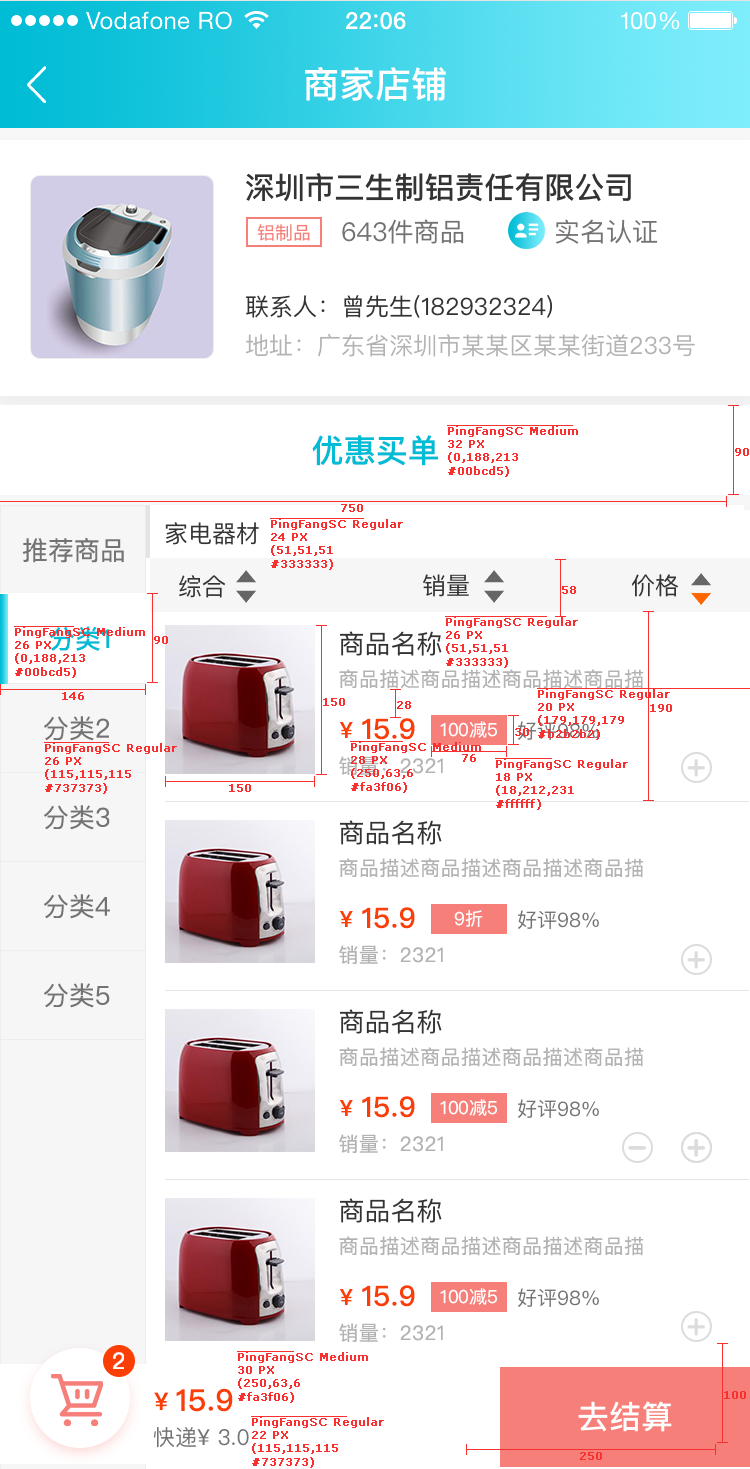 Vodafone RO 22:06 100%
商家店铺
深圳市三生制铝责任有限公司
铝制品 643件商品 实名认证
联系人：曾先生(182932324)
地址：广东省深圳市某某区某某街道233号
优惠买单
PingFangSC Medium
32 PX
(0,188,213
#00bcd5)
90
750
推荐商品
家电器材
PingFangSC Regular
24 PX
(51,51,51
#333333)
综合 销量 价格
58
分类1
PingFangSC Medium
26 PX
(0,188,213
#00bcd5)
90
146
商品名称
PingFangSC Regular
26 PX
(51,51,51
#333333)
商品描述商品描述商品描述商品描
PingFangSC Regular
20 PX
(179,179,179
#b2b2b2)
190
150
28
¥ 15.9 100减5 好评98%
30
76
PingFangSC Medium
28 PX
(250,63,6
#fa3f06)
销量：2321
PingFangSC Regular
18 PX
(18,212,231
#ffffff)
150
分类2
PingFangSC Regular
26 PX
(115,115,115
#737373)
分类3
商品名称
商品描述商品描述商品描述商品描
¥ 15.9 9折 好评98%
销量：2321
分类4
分类5
商品名称
商品描述商品描述商品描述商品描
¥ 15.9 100减5 好评98%
销量：2321
商品名称
商品描述商品描述商品描述商品描
¥ 15.9 100减5 好评98%
销量：2321
2
¥ 15.9
PingFangSC Medium
30 PX
(250,63,6
#fa3f06)
快递¥ 3.0
PingFangSC Regular
22 PX
(115,115,115
#737373)
去结算
100
250